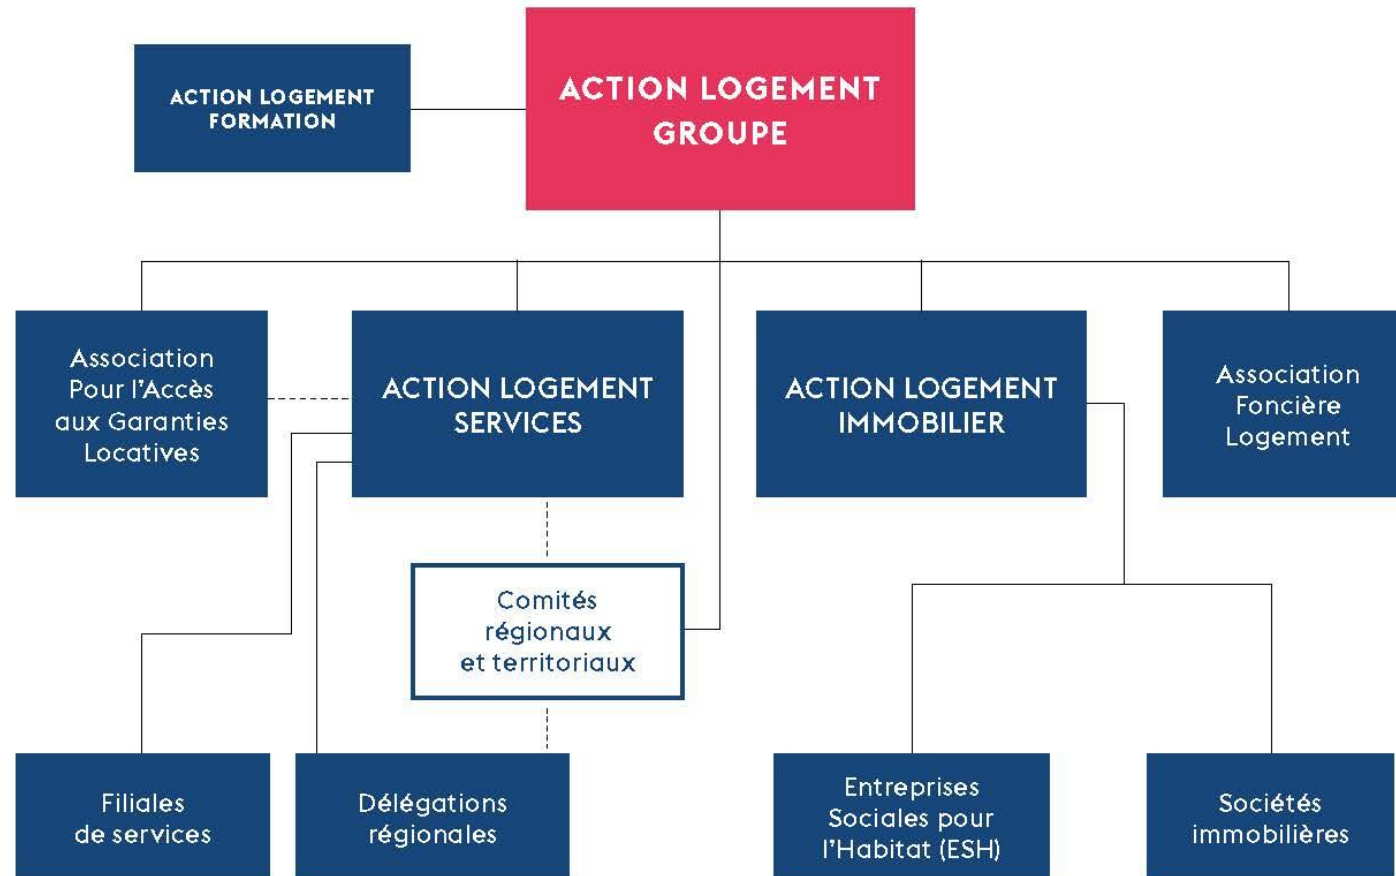 ACTION LOGEMENT
FORMATION
ACTION LOGEMENT
GROUPE
Association
Pour l'Accès
aux Garanties
Locatives
ACTION LOGEMENT
SERVICES
ACTION LOGEMENT
IMMOBILIER
Association
Foncière
Logement
Comités
régionaux
et territoriaux
Filiales
de services
Délégations
régionales
Entreprises
Sociales pour
l'Habitat (ESH)
Sociétés
immobilières